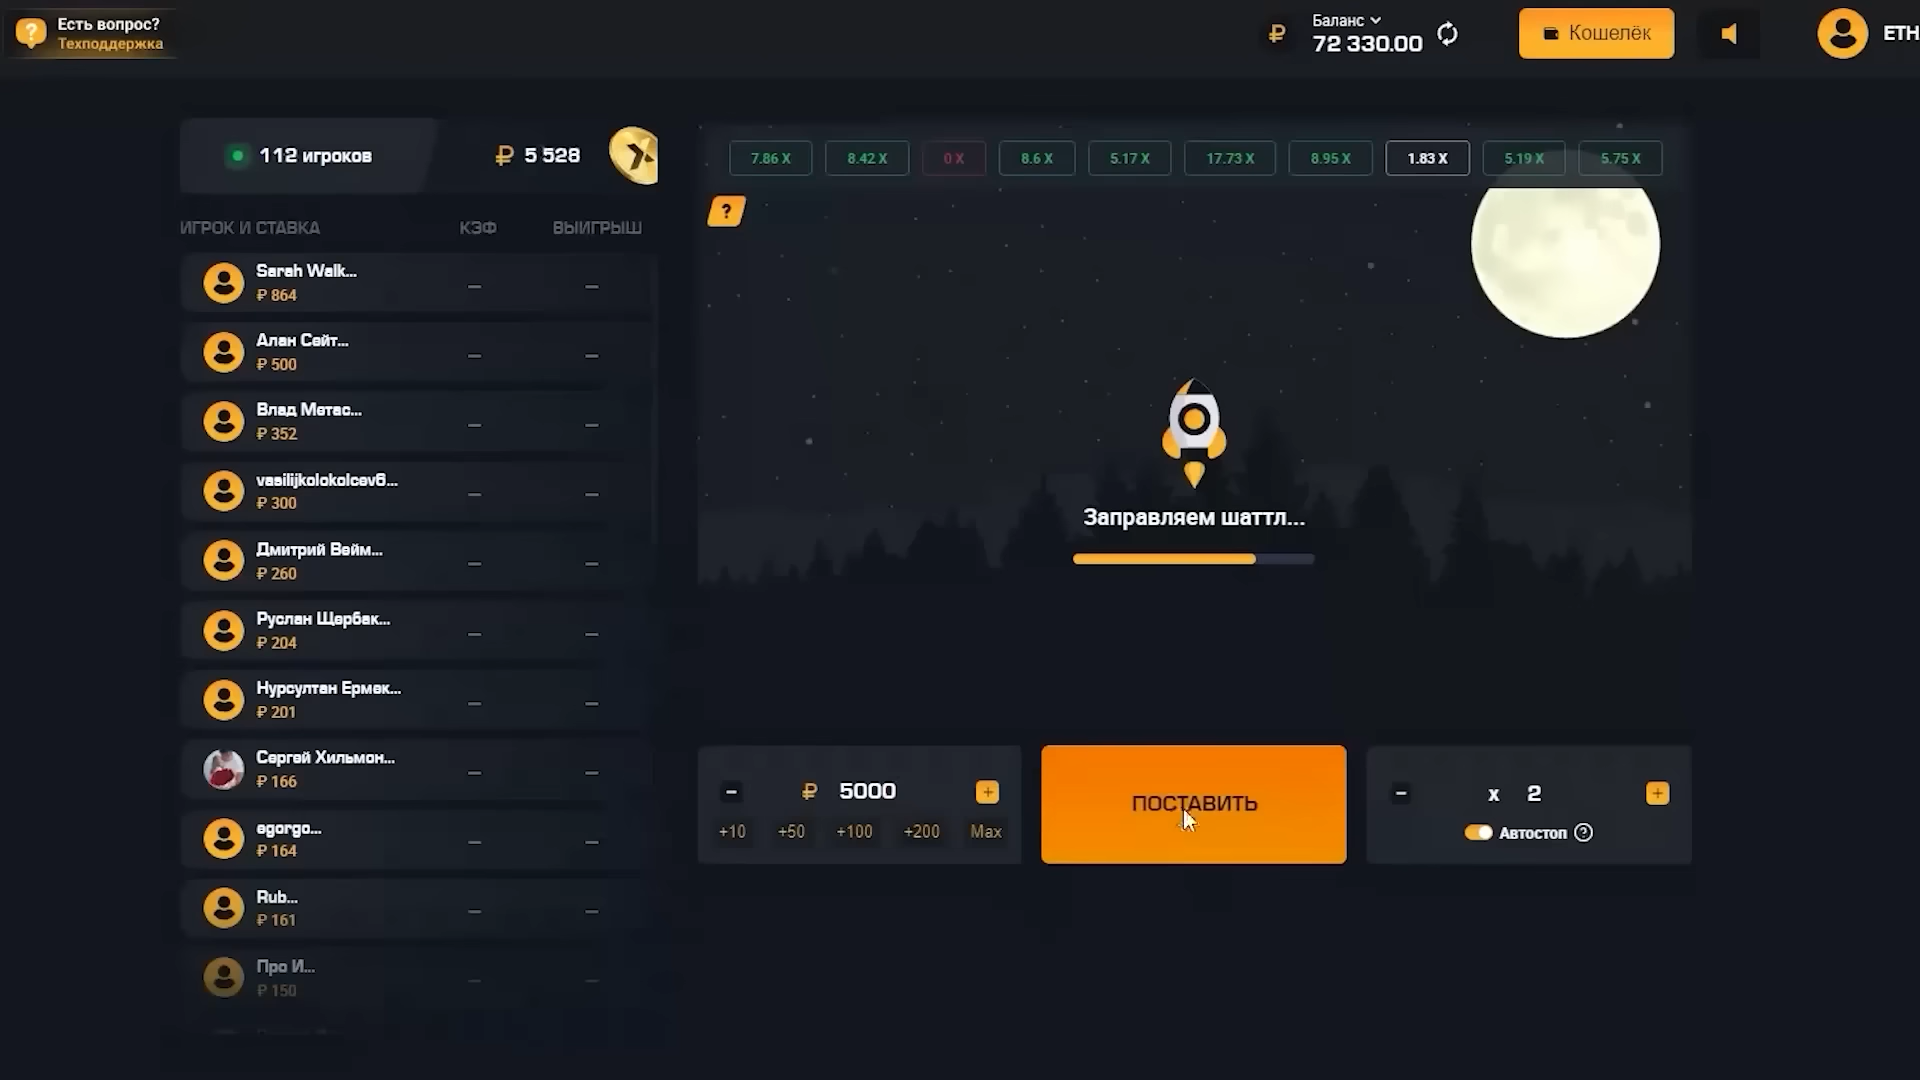 Есть вопрос?
Техподдержка
Баланс
72 330.00
Кошелёк
ETH
112 игроков
₽ 5 528
7.86 X
8.42 X
0 X
8.6 X
5.17 X
17.73 X
8.95 X
1.83 X
5.19 X
5.75 X
?
ИГРОК И СТАВКА
КЭФ
ВЫИГРЫШ
Sarah Walk...
₽ 864
— —
Алан Сейт...
₽ 500
— —
Влад Метас...
₽ 352
— —
vasilijkolokolcev6...
₽ 300
— —
Дмитрий Вейм...
₽ 260
— —
Руслан Щербак...
₽ 204
— —
Нурсултан Ермек...
₽ 201
— —
Сергей Хильмон...
₽ 166
— —
egorgo...
₽ 164
— —
Rub...
₽ 161
— —
Про И...
₽ 150
— —
Заправляем шаттл...
- ₽ 5000 +
+10 +50 +100 +200 Max
ПОСТАВИТЬ
- x 2 +
Автостоп ?